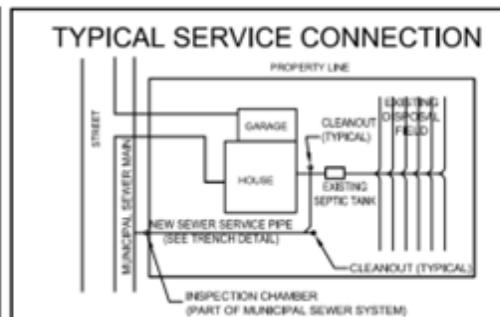 TYPICAL SERVICE CONNECTION
PROPERTY LINE
STREET
MUNICIPAL SEWER MAIN
GARAGE
HOUSE
CLEANOUT
(TYPICAL)
EXISTING
DISPOSAL
FIELD
EXISTING
SEPTIC TANK
NEW SEWER SERVICE PIPE
(SEE TRENCH DETAIL)
CLEANOUT (TYPICAL)
INSPECTION CHAMBER
(PART OF MUNICIPAL SEWER SYSTEM)